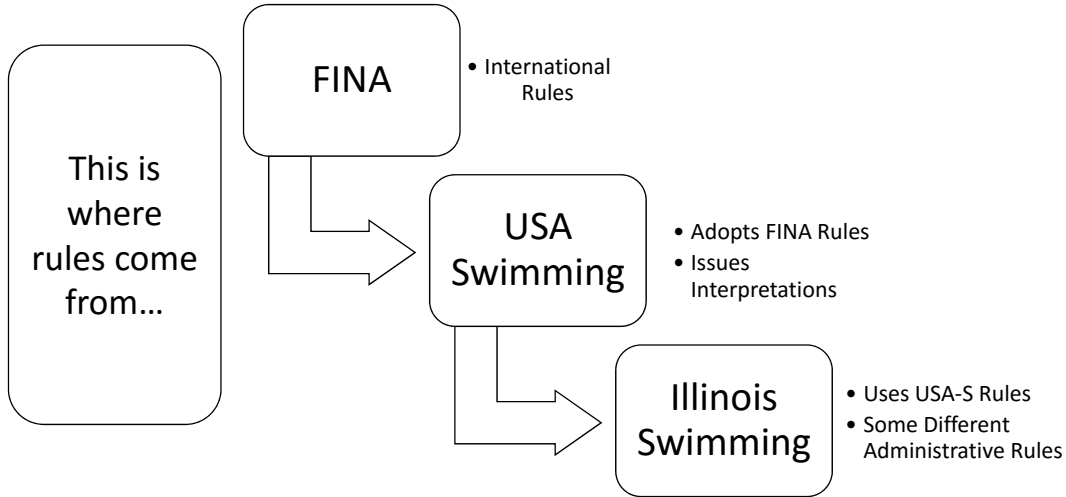 This is
where
rules come
from…
FINA
• International
Rules
USA
Swimming
• Adopts FINA Rules
• Issues
Interpretations
Illinois
Swimming
• Uses USA-S Rules
• Some Different
Administrative Rules